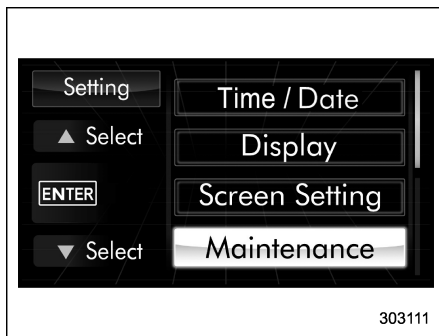 Setting
▲ Select
ENTER
▼ Select
Time / Date
Display
Screen Setting
Maintenance
303111